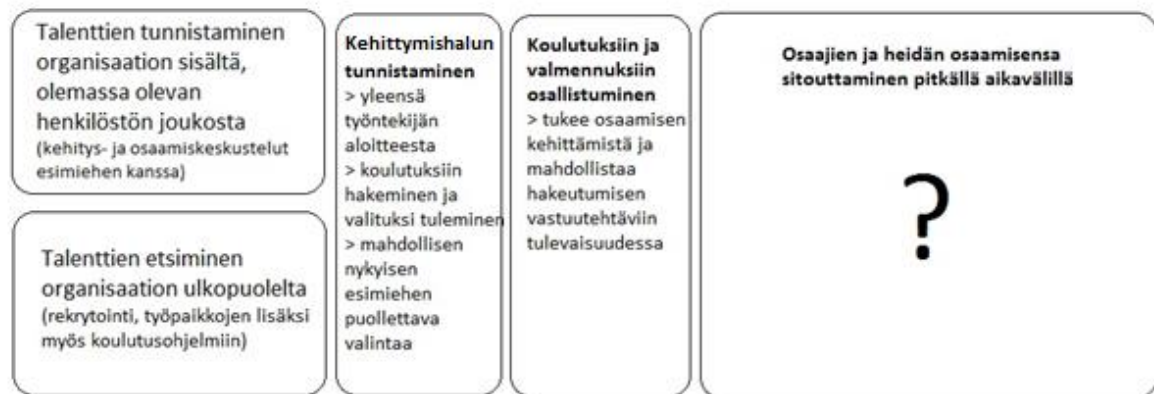 Talenttien tunnistaminen
organisaation sisältä,
olemassa olevan
henkilöstön joukosta
(kehitys- ja osaamiskeskustelut
esimiehen kanssa)
Talenttien etsiminen
organisaation ulkopuolelta
(rekrytointi, työpaikkojen lisäksi
myös koulutusohjelmiin)
Kehittymishalun
tunnistaminen
> yleensä
työntekijän
aloitteesta
> koulutuksiin
hakeminen ja
valituksi tuleminen
> mahdollisen
nykyisen
esimiehen
puollettava
valintaa
Koulutuksiin ja
valmennuksiin
osallistuminen
> tukee osaamisen
kehittämistä ja
mahdollistaa
hakeutumisen
vastuutehtäviin
tulevaisuudessa
Osaajien ja heidän osaamisensa
sitouttaminen pitkällä aikavälillä
?